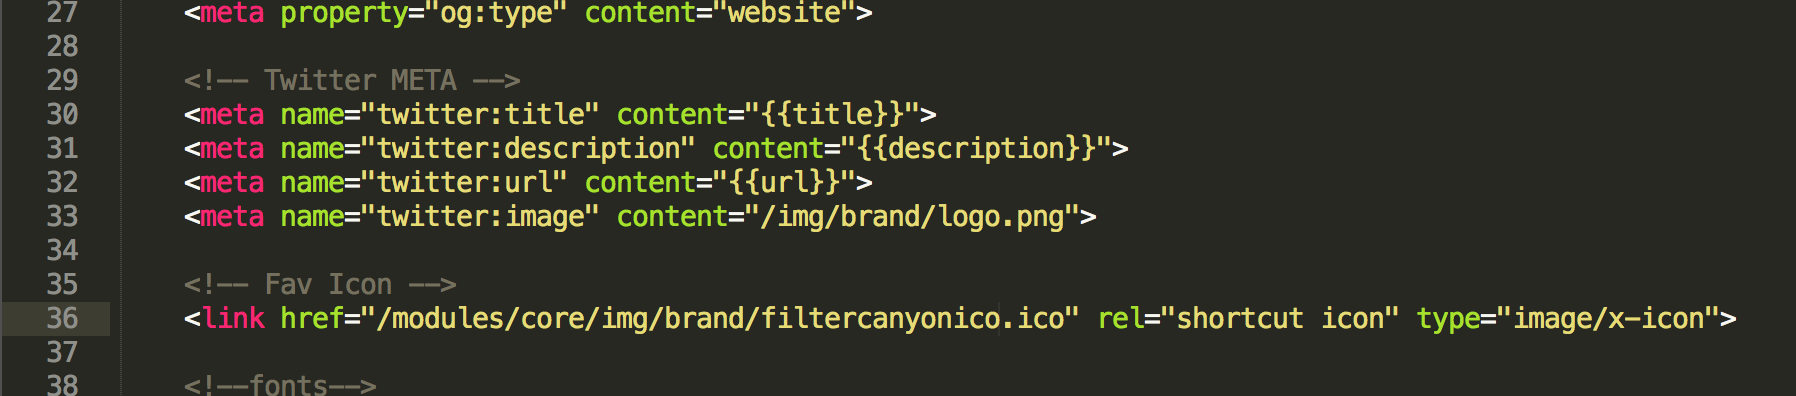 27 <meta property="og:type" content="website">
28
29 <!-- Twitter META -->
30 <meta name="twitter:title" content="{{title}}">
31 <meta name="twitter:description" content="{{description}}">
32 <meta name="twitter:url" content="{{url}}">
33 <meta name="twitter:image" content="/img/brand/logo.png">
34
35 <!-- Fav Icon -->
36 <link href="/modules/core/img/brand/filtercanyonico.ico" rel="shortcut icon" type="image/x-icon">
37
38 <!--fonts-->